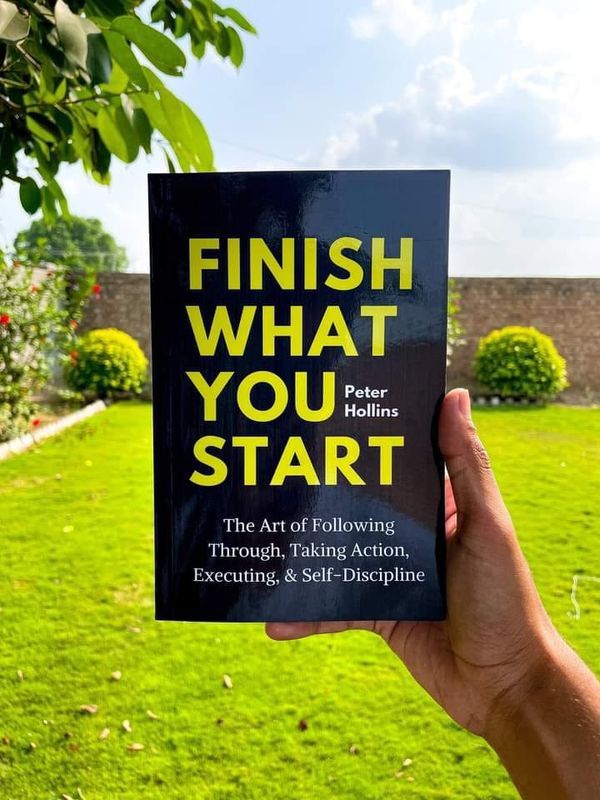 FINISH
WHAT
YOU
Peter
Hollins
START
The Art of Following
Through, Taking Action,
Executing, & Self-Discipline